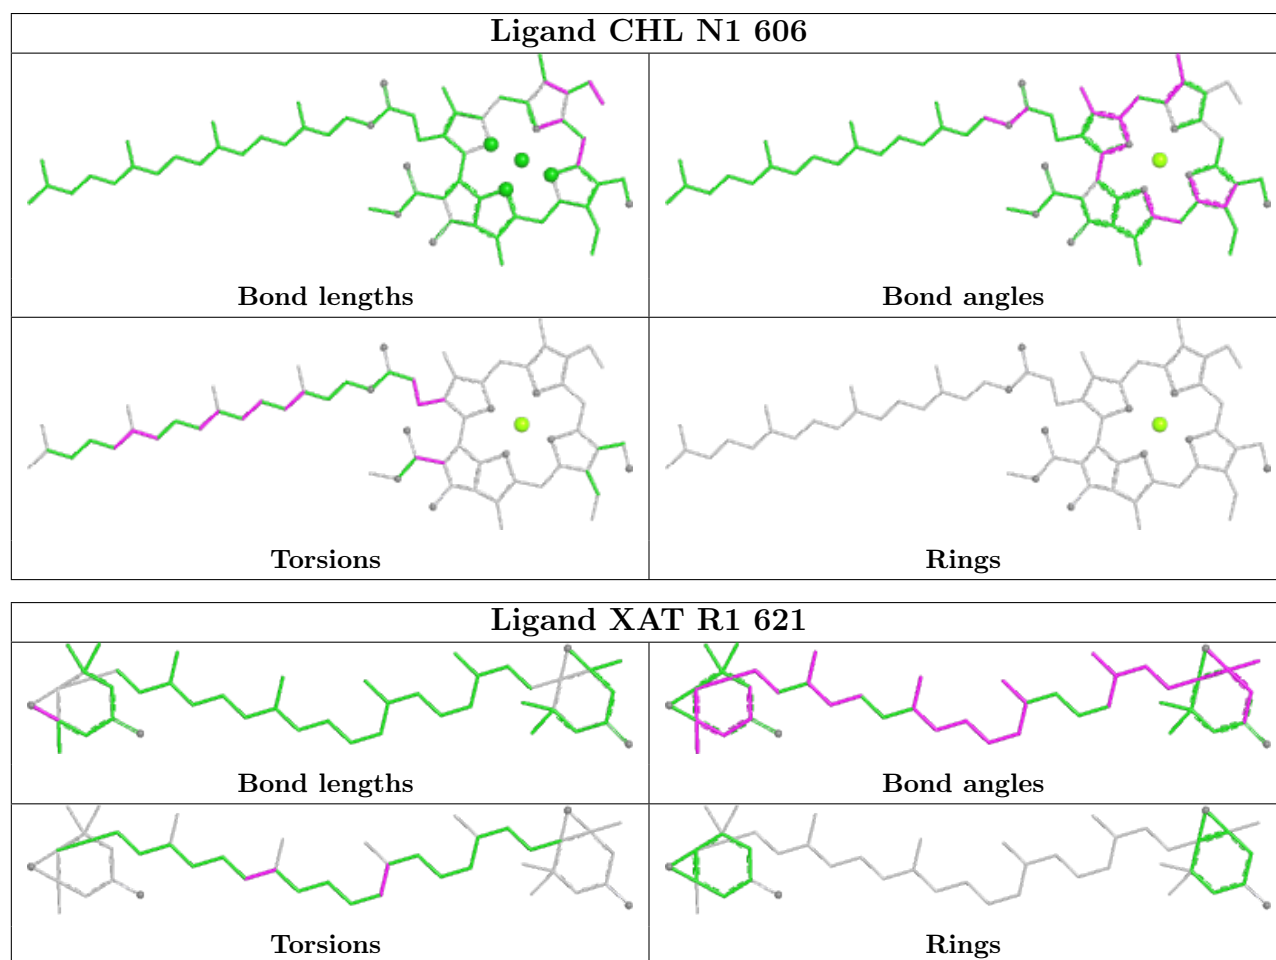 Ligand CHL N1 606
Bond lengths
Bond angles
Torsions
Rings
Ligand XAT R1 621
Bond lengths
Bond angles
Torsions
Rings